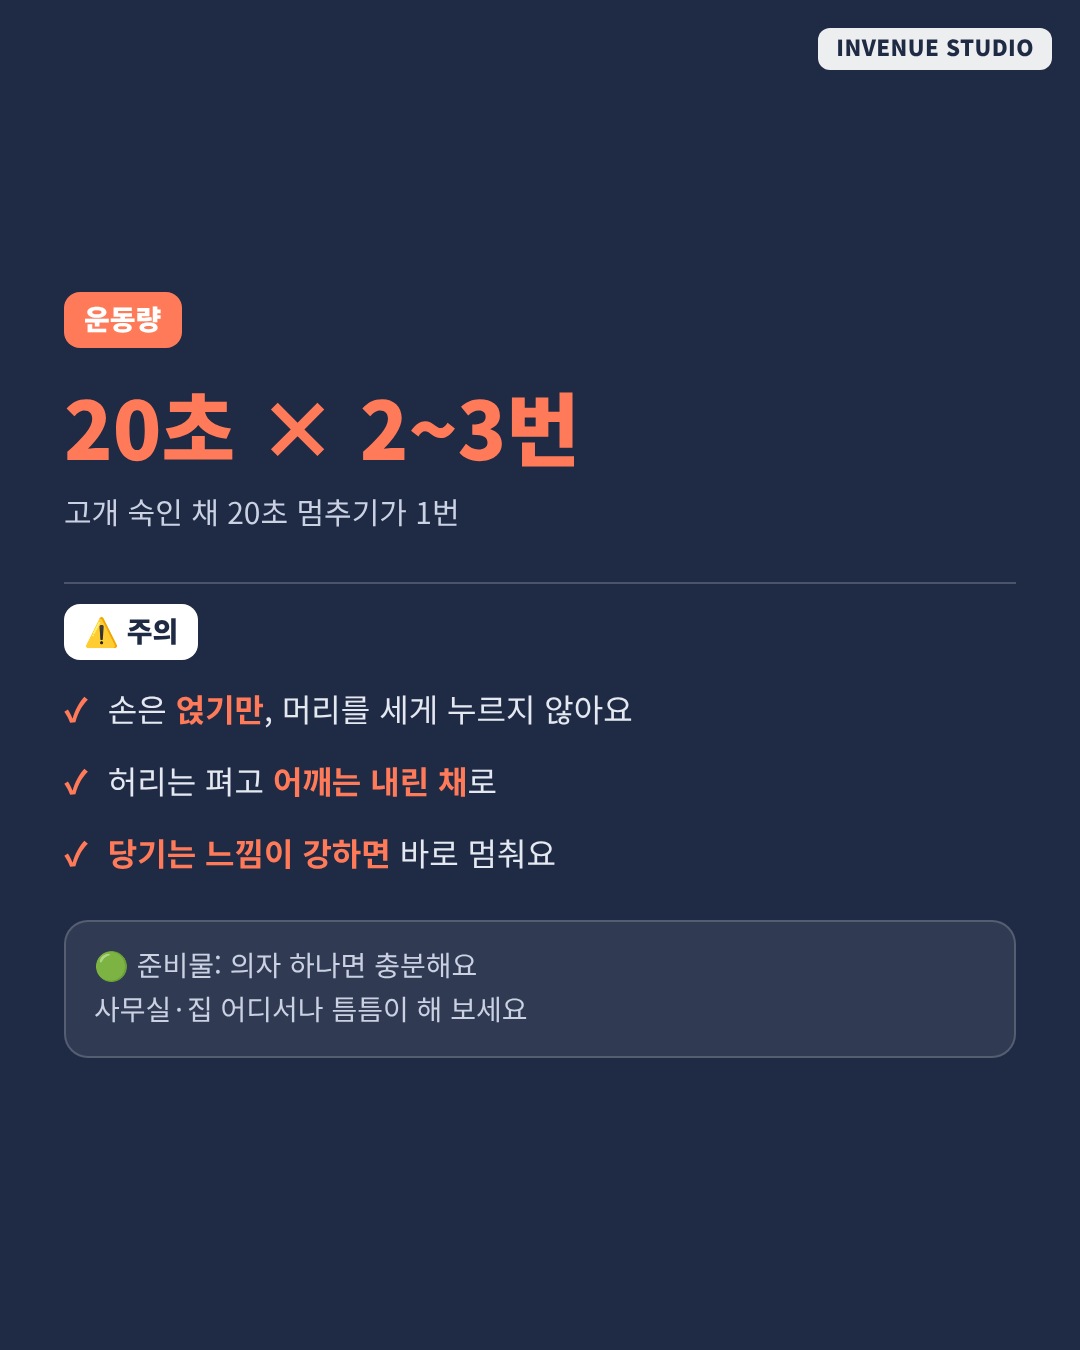 INVENUE STUDIO
운동량
20초 × 2~3번
고개 숙인 채 20초 멈추기가 1번
⚠️ 주의
✓ 손은 얹기만, 머리를 세게 누르지 않아요
✓ 허리는 펴고 어깨는 내린 채로
✓ 당기는 느낌이 강하면 바로 멈춰요
🟢 준비물: 의자 하나면 충분해요
사무실·집 어디서나 틈틈이 해 보세요